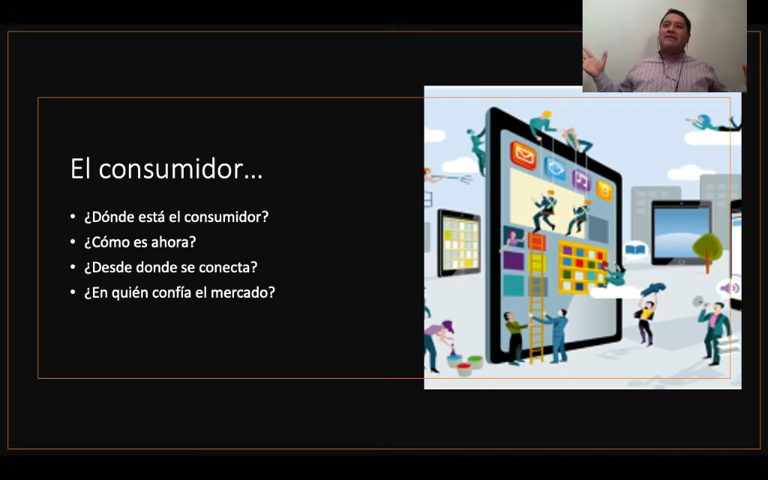 El consumidor...
• ¿Dónde está el consumidor?
• ¿Cómo es ahora?
• ¿Desde donde se conecta?
• ¿En quién confía el mercado?